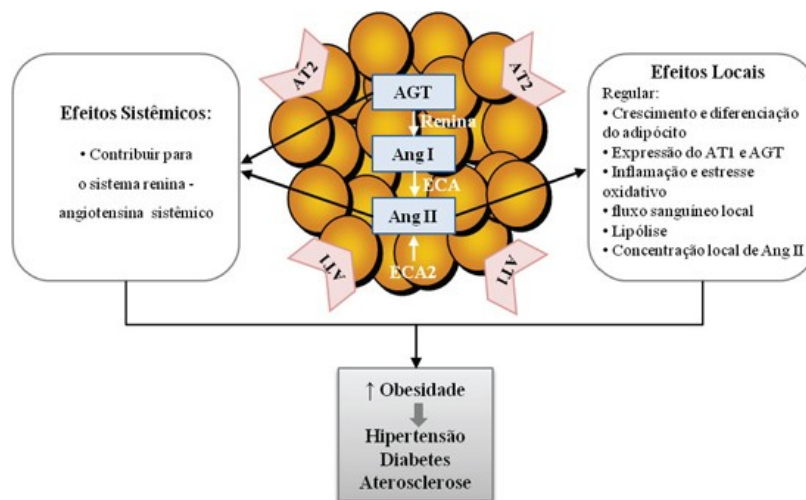 Efeitos Sistêmicos:
• Contribuir para
o sistema renina -
angiotensina sistêmico
AT2
AT2
AGT
Renina
Ang I
ECA
Ang II
ECA2
AT1
AT1
Efeitos Locais
Regular:
• Crescimento e diferenciação
do adipócito
• Expressão do AT1 e AGT
• Inflamação e estresse
oxidativo
• fluxo sanguíneo local
• Lipólise
• Concentração local de Ang II
↑ Obesidade
Hipertensão
Diabetes
Aterosclerose